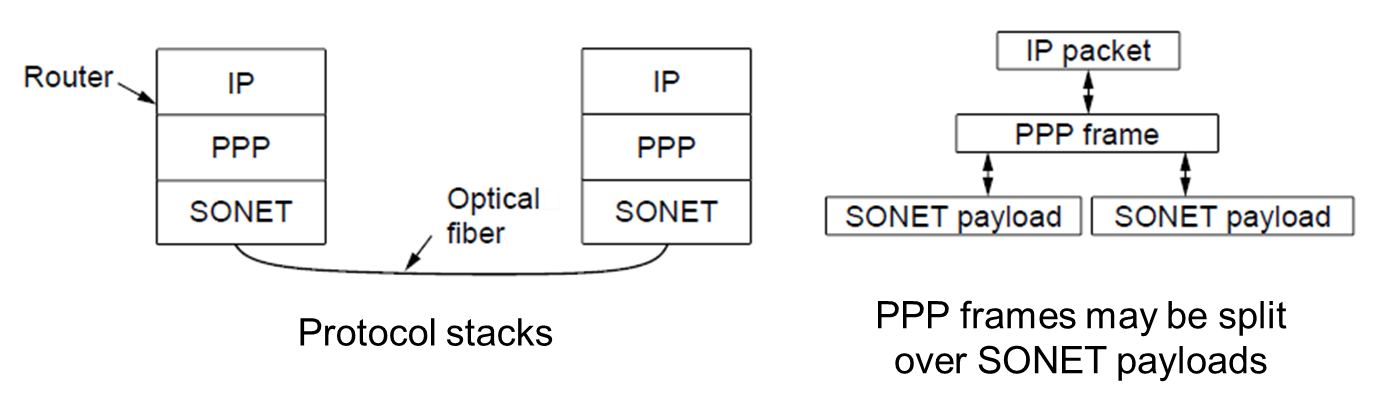 Router
IP
PPP
SONET
Optical
fiber
IP
PPP
SONET
Protocol stacks
IP packet
PPP frame
SONET payload
SONET payload
PPP frames may be split
over SONET payloads